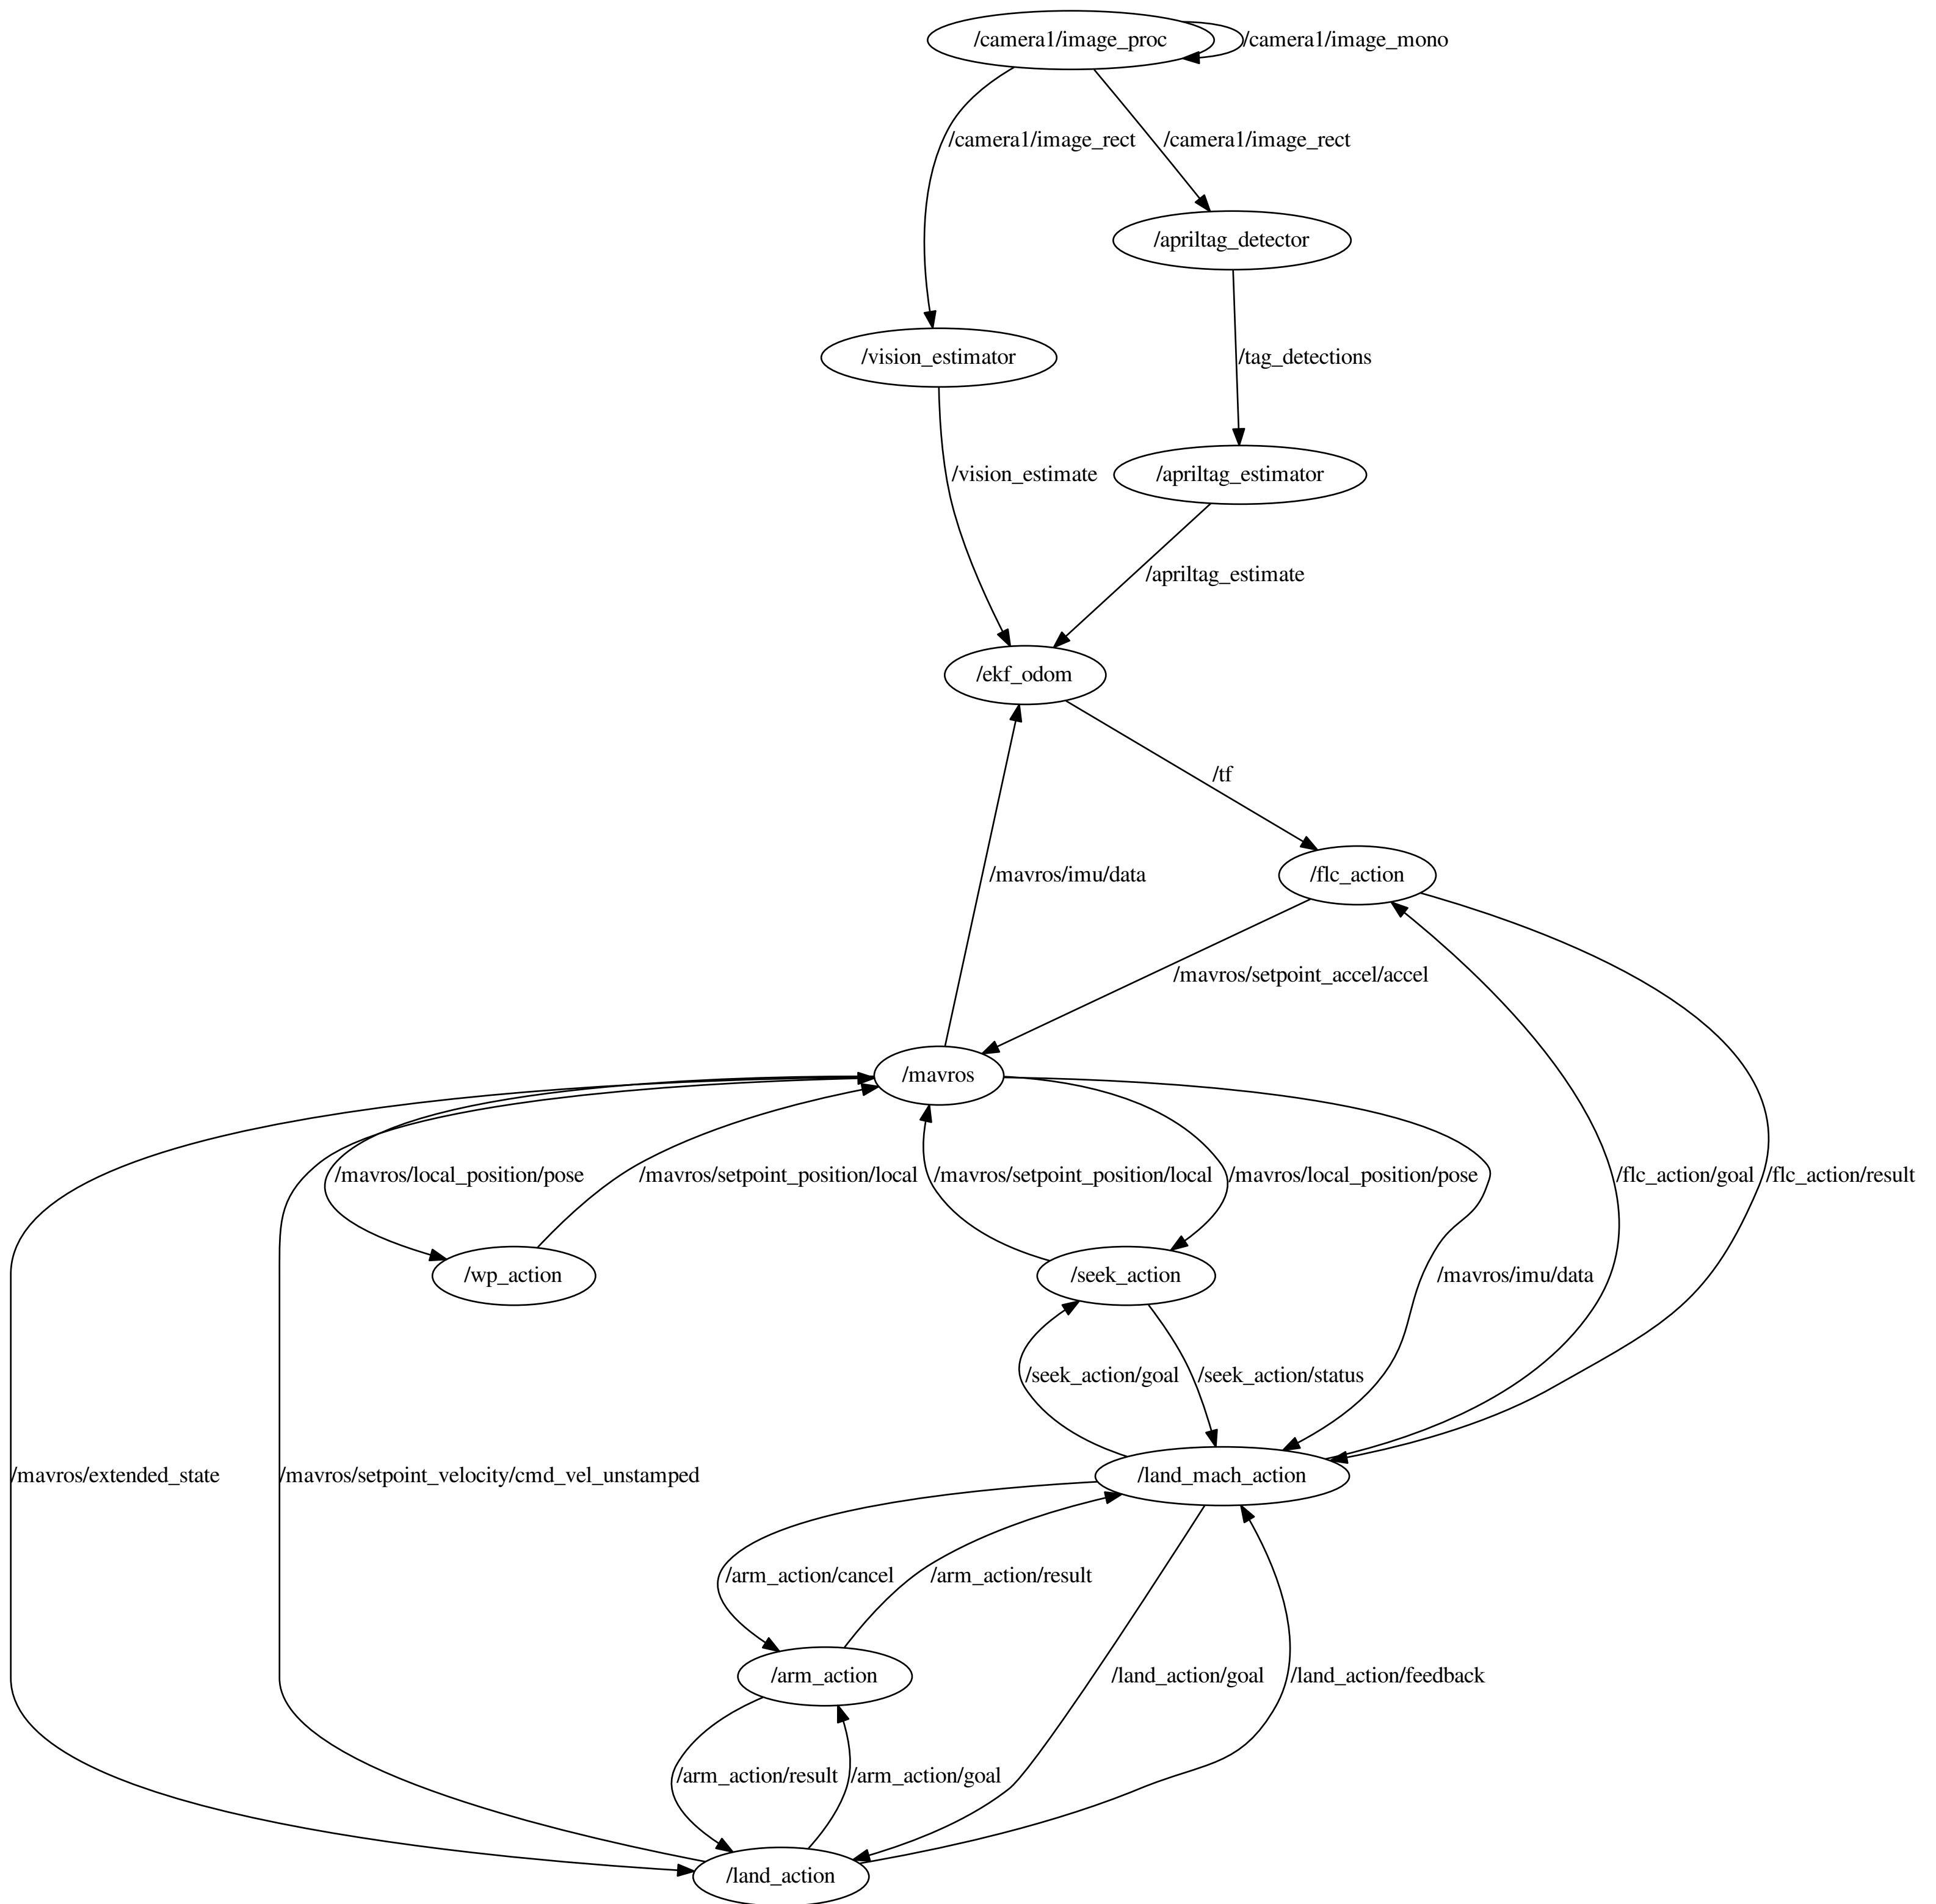 /camera1/image_proc
/camera1/image_mono
/camera1/image_rect
/camera1/image_rect
/apriltag_detector
/vision_estimator
/tag_detections
/vision_estimate
/apriltag_estimator
/apriltag_estimate
/ekf_odom
/tf
/mavros/imu/data
/flc_action
/mavros/setpoint_accel/accel
/mavros
/mavros/local_position/pose
/mavros/setpoint_position/local
/mavros/setpoint_position/local
/mavros/local_position/pose
/flc_action/goal
/flc_action/result
/wp_action
/seek_action
/mavros/imu/data
/seek_action/goal
/seek_action/status
/mavros/extended_state
/mavros/setpoint_velocity/cmd_vel_unstamped
/land_mach_action
/arm_action/cancel
/arm_action/result
/arm_action
/land_action/goal
/land_action/feedback
/arm_action/result
/arm_action/goal
/land_action